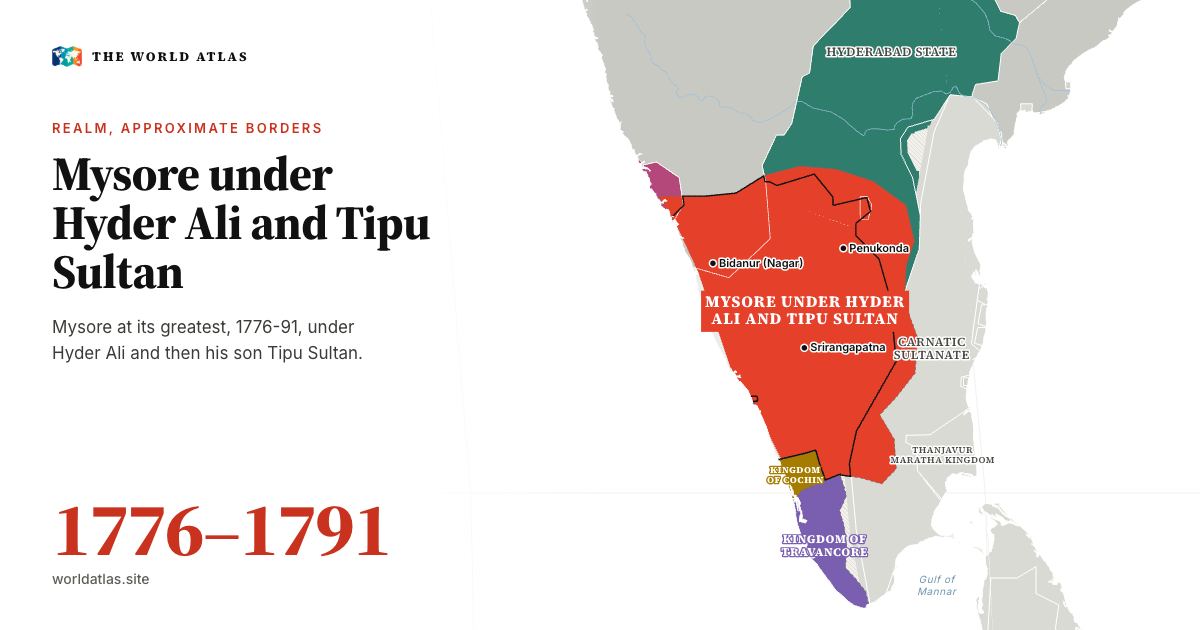 THE WORLD ATLAS
REALM, APPROXIMATE BORDERS
Mysore under
Hyder Ali and Tipu
Sultan
Mysore at its greatest, 1776-91, under
Hyder Ali and then his son Tipu Sultan.
1776–1791
worldatlas.site
HYDERABAD STATE
Penukonda
Bidanur (Nagar)
MYSORE UNDER HYDER
ALI AND TIPU SULTAN
Srirangapatna
CARNATIC
SULTANATE
THANJAVUR
MARATHA KINGDOM
KINGDOM
OF COCHIN
KINGDOM OF
TRAVANCORE
Gulf of
Mannar